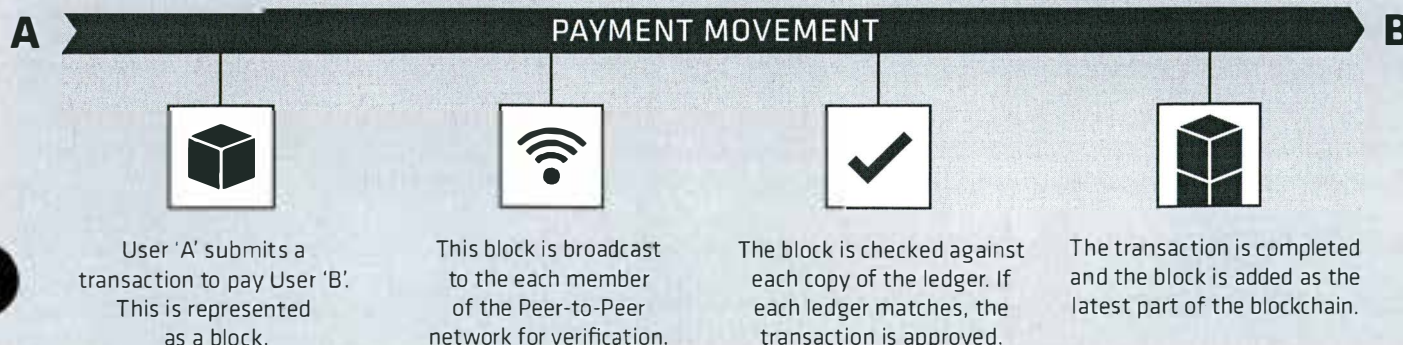 A
PAYMENT MOVEMENT
B
User 'A' submits a
transaction to pay User 'B'.
This is represented
as a block.
This block is broadcast
to the each member
of the Peer-to-Peer
network for verification.
The block is checked against
each copy of the ledger. If
each ledger matches, the
transaction is approved.
The transaction is completed
and the block is added as the
latest part of the blockchain.